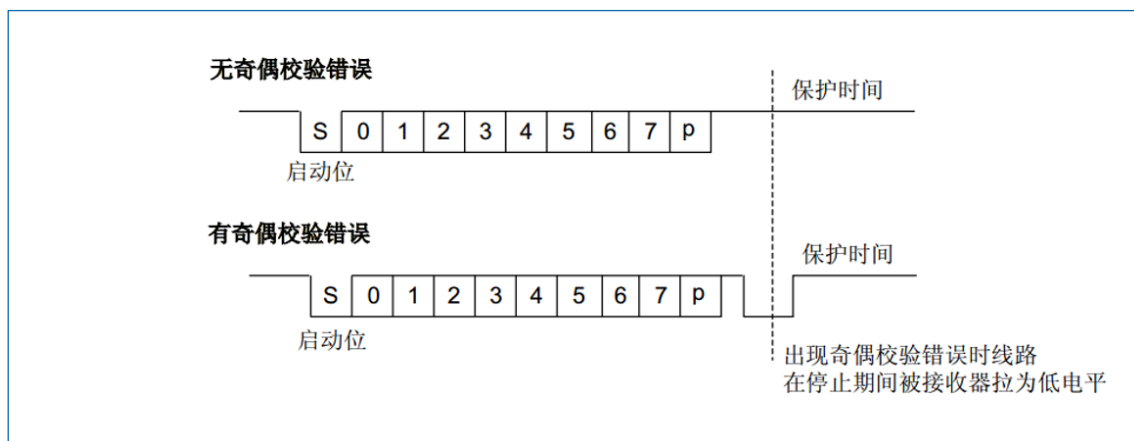 无奇偶校验错误
保护时间
S 0 1 2 3 4 5 6 7 p
启动位
有奇偶校验错误
保护时间
S 0 1 2 3 4 5 6 7 p
启动位
出现奇偶校验错误时线路
在停止期间被接收器拉为低电平